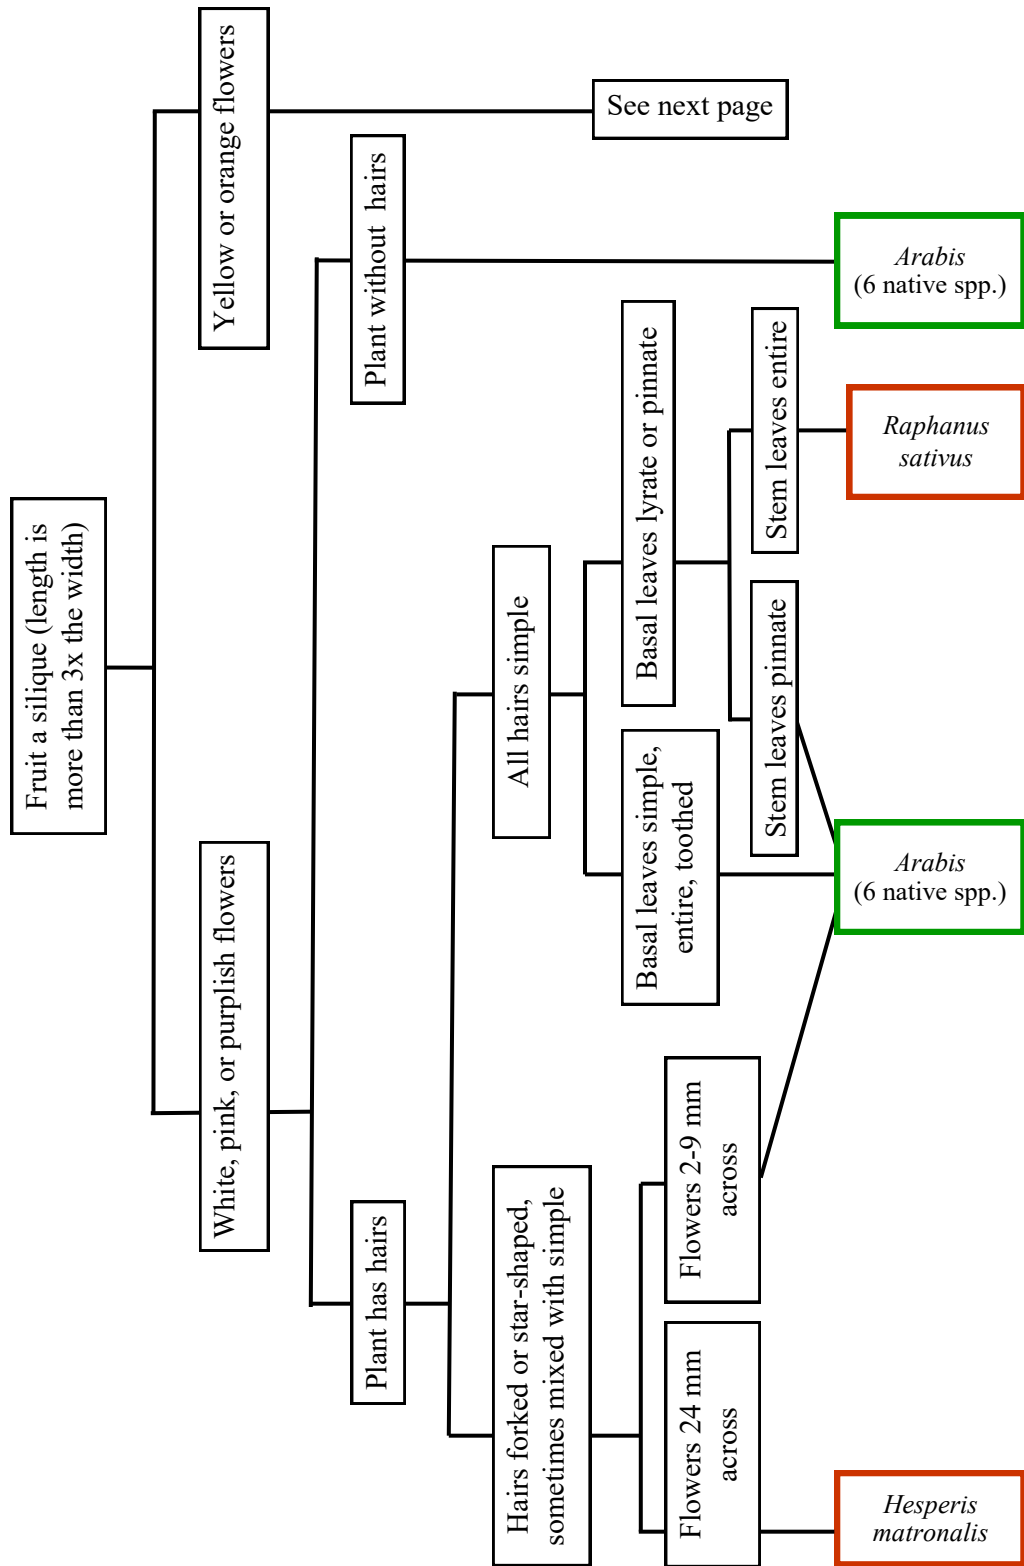 Fruit a silique (length is
more than 3x the width)
White, pink, or purplish flowers
Yellow or orange flowers
Plant has hairs
Plant without hairs
See next page
Hairs forked or star-shaped,
sometimes mixed with simple
All hairs simple
Flowers 24 mm
across
Flowers 2-9 mm
across
Basal leaves simple,
entire, toothed
Basal leaves lyrate or pinnate
Stem leaves pinnate
Stem leaves entire
Hesperis
matronalis
Arabis
(6 native spp.)
Raphanus
sativus
Arabis
(6 native spp.)